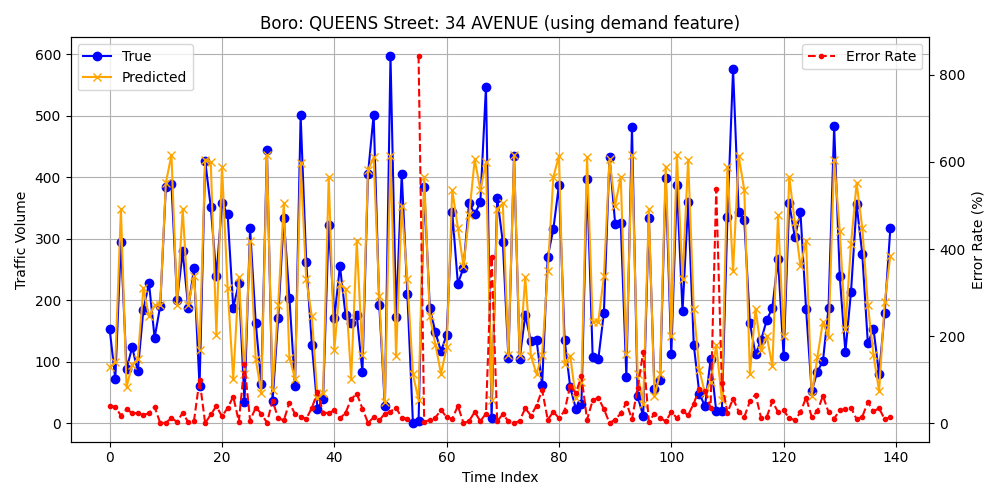 Boro: QUEENS Street: 34 AVENUE (using demand feature)
True
Predicted
Error Rate
Traffic Volume
600
500
400
300
200
100
0
800
600
400
200
0
Error Rate (%)
0 20 40 60 80 100 120 140
Time Index